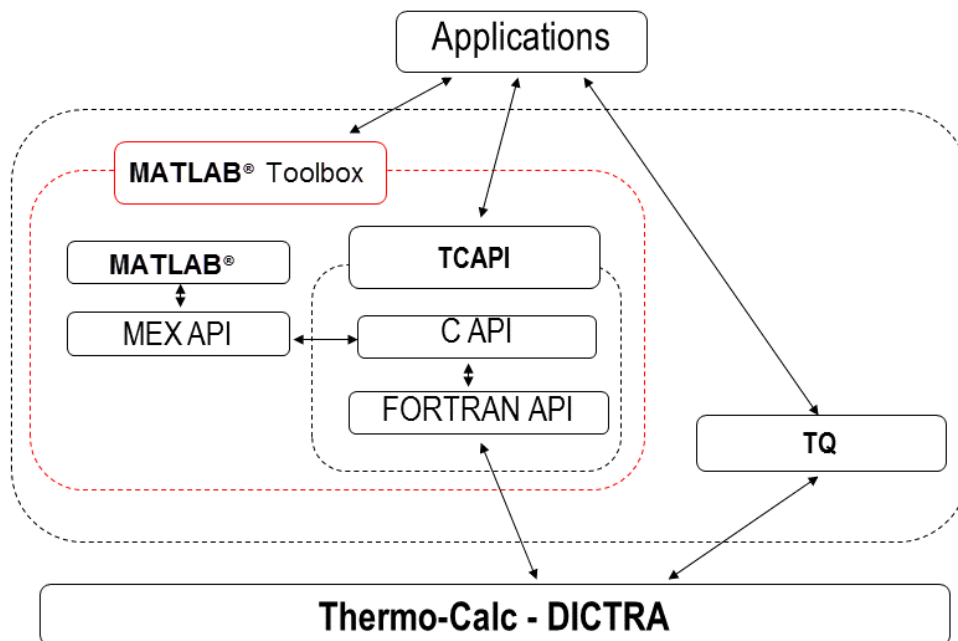 Applications
MATLAB® Toolbox
MATLAB®
TCAPI
MEX API
C API
FORTRAN API
TQ
Thermo-Calc - DICTRA